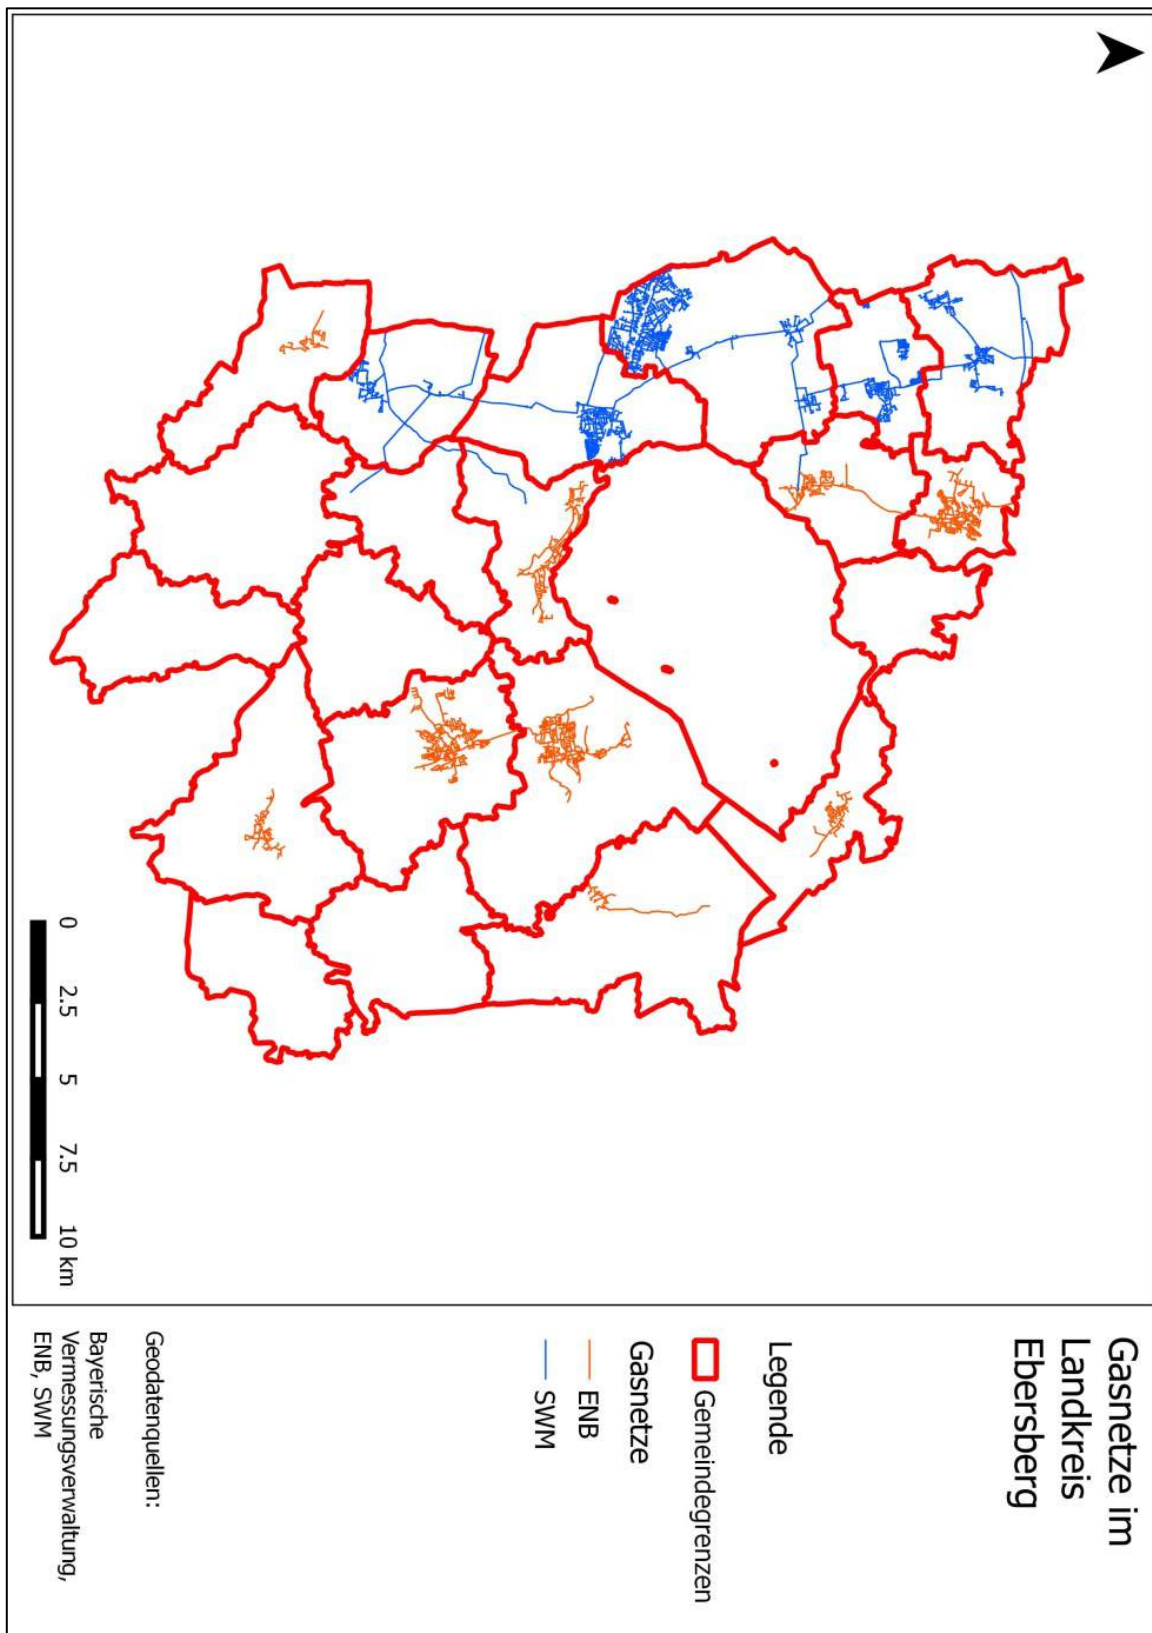 Gasnetze im
Landkreis
Ebersberg
Legende
Gemeindegrenzen
Gasnetze
ENB
SWM
Geodatenquellen:
Bayerische
Vermessungsverwaltung,
ENB, SWM
0 2.5 5 7.5 10 km